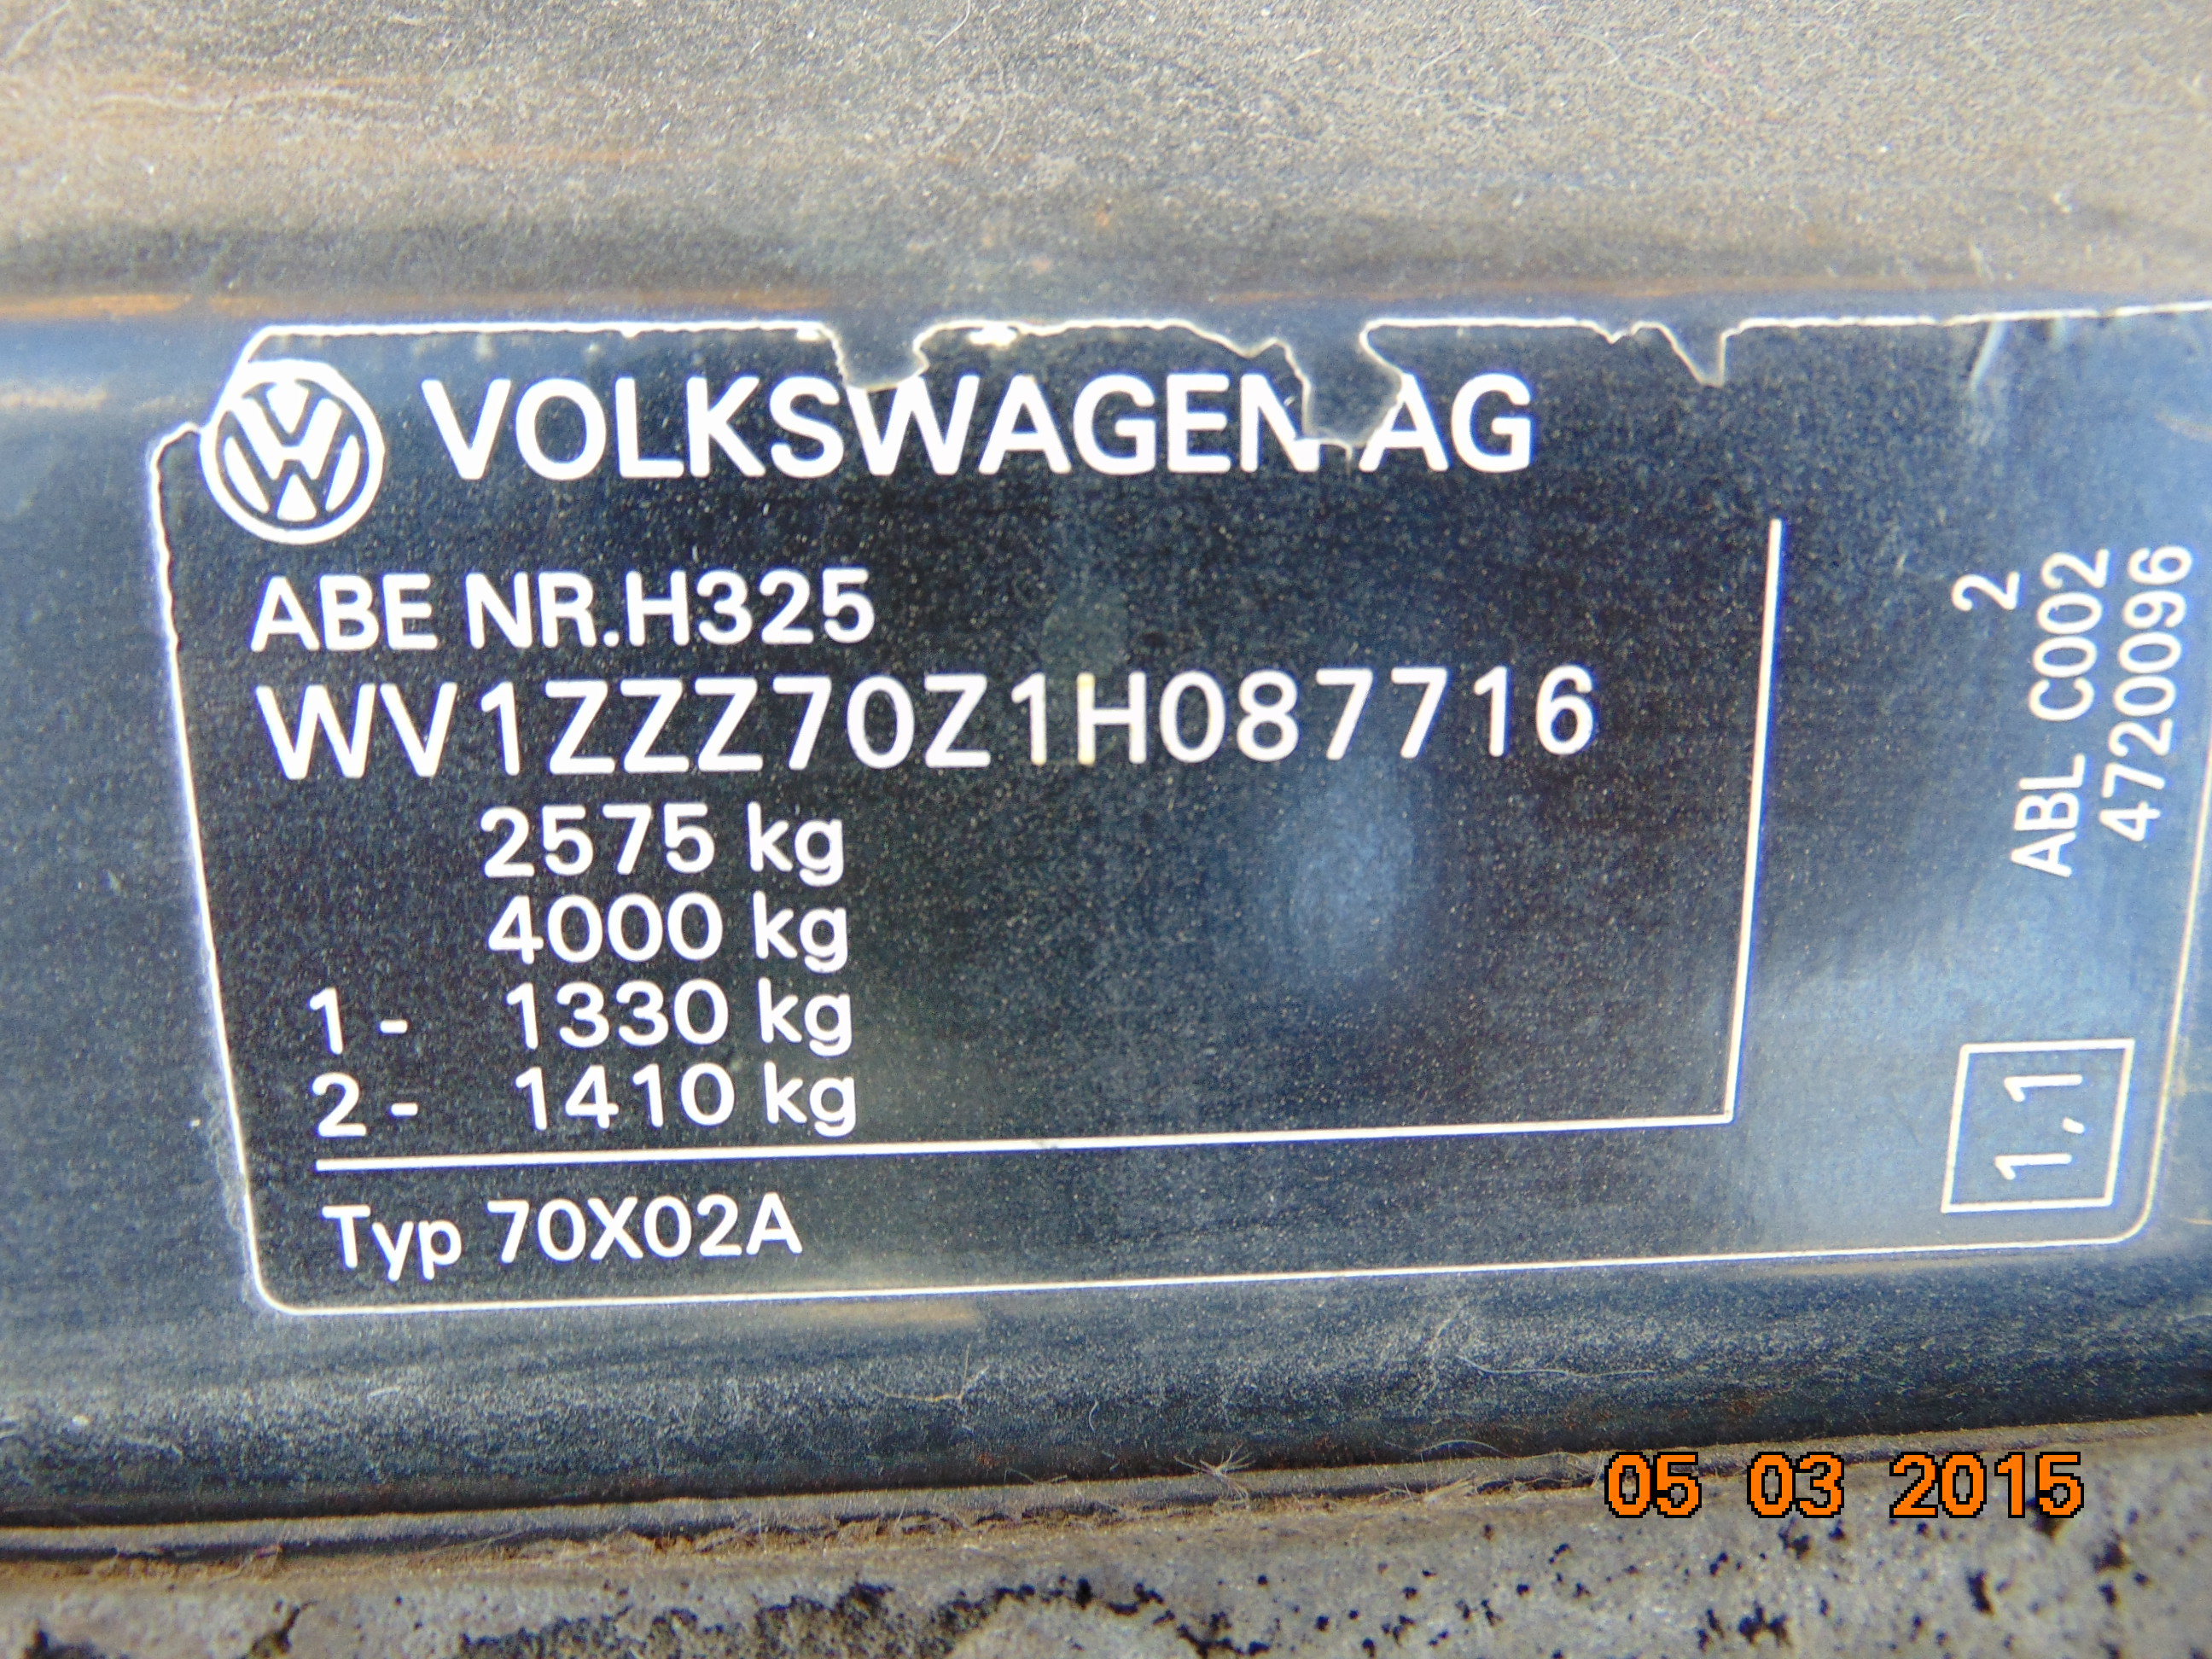 VOLKSWAGEN AG
ABE NR.H325
WV1ZZZ70Z1H087716
2575 kg
4000 kg
1 - 1330 kg
2 - 1410 kg
Typ 70X02A
2
ABL C002
4720096
1,1
05 03 2015